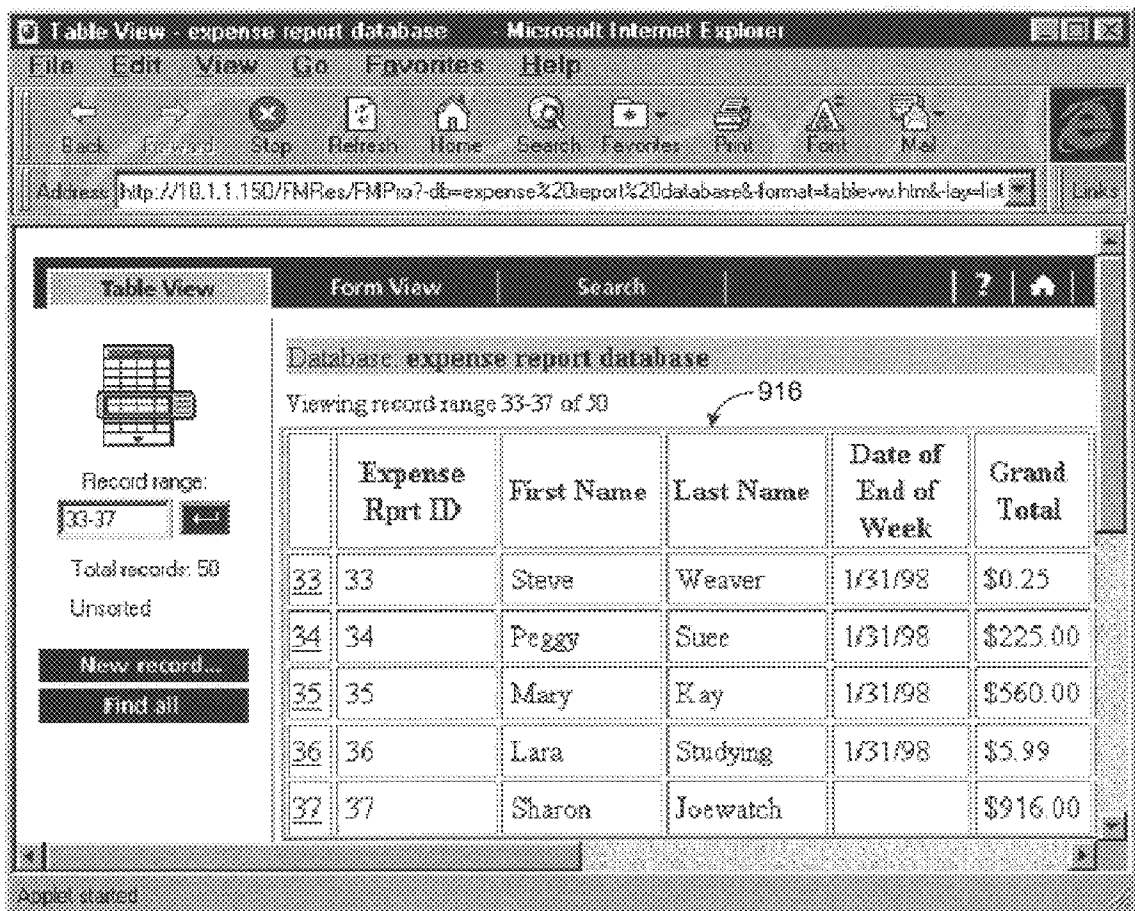 Table View - expense report database - Microsoft Internet Explorer
File Edit View Go Favorites Help
Back Forward Stop Refresh Home Search Favorites Print Font Mail
Address http://10.1.1.150/FMRes/FMPro?-db=expense%20report%20database&-format=tablevw.htm&-lay=list Links
Table View Form View Search ?
Database: expense report database
Viewing record range 33-37 of 50
916
Record range:
33-37
Total records: 50
Unsorted
New record...
Find all
Expense Rprt ID First Name Last Name Date of End of Week Grand Total
33 33 Steve Weaver 1/31/98 $0.25
34 34 Peggy Suee 1/31/98 $225.00
35 35 Mary Kay 1/31/98 $560.00
36 36 Lara Studying 1/31/98 $5.99
37 37 Sharon Joewatch $916.00
Applet started